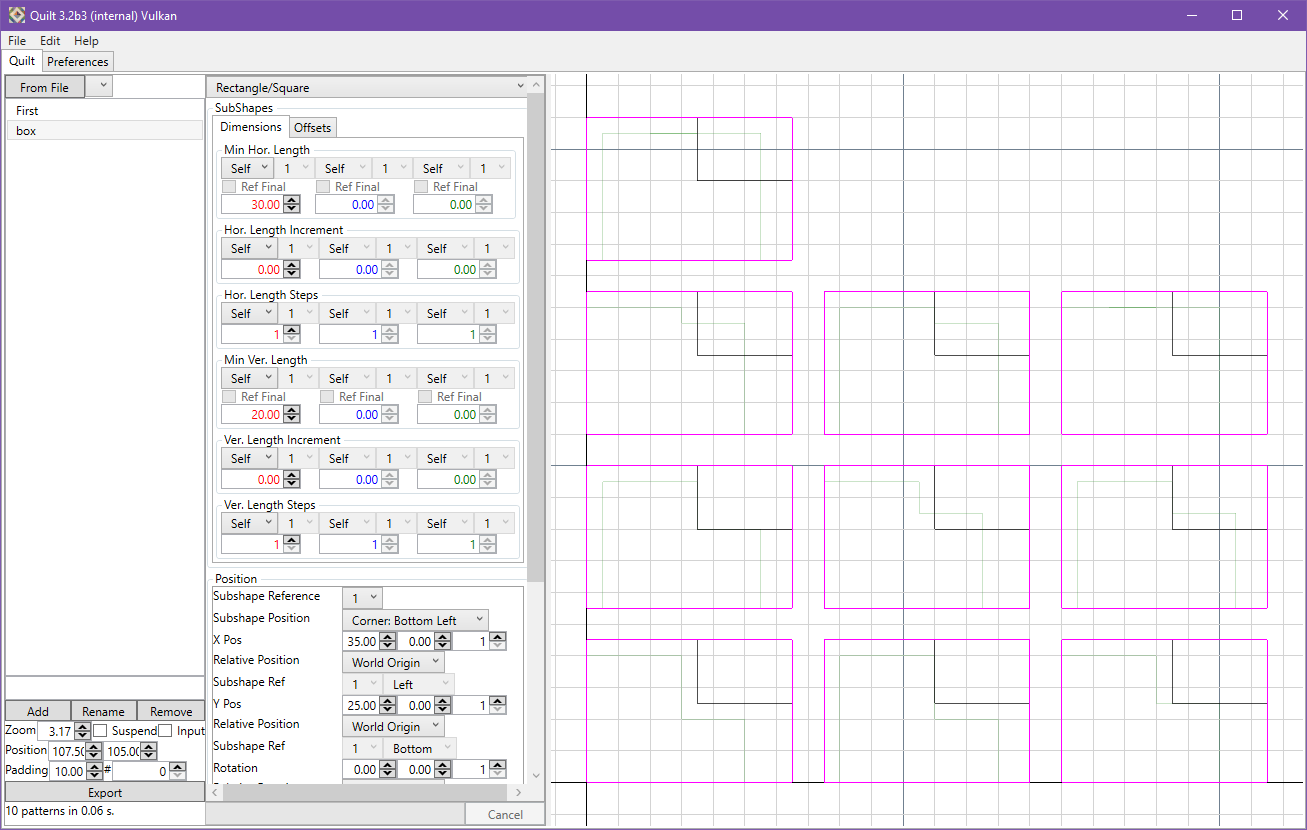 Quilt 3.2b3 (internal) Vulkan
File Edit Help
Quilt Preferences
From File
First
box
Rectangle/Square
SubShapes
Dimensions Offsets
Min Hor. Length
Self 1 Self 1 Self 1
Ref Final Ref Final Ref Final
30.00 0.00 0.00
Hor. Length Increment
Self 1 Self 1 Self 1
0.00 0.00 0.00
Hor. Length Steps
Self 1 Self 1 Self 1
1 1 1
Min Ver. Length
Self 1 Self 1 Self 1
Ref Final Ref Final Ref Final
20.00 0.00 0.00
Ver. Length Increment
Self 1 Self 1 Self 1
0.00 0.00 0.00
Ver. Length Steps
Self 1 Self 1 Self 1
1 1 1
Position
Subshape Reference 1
Subshape Position Corner: Bottom Left
X Pos 35.00 0.00 1
Relative Position World Origin
Subshape Ref 1 Left
Y Pos 25.00 0.00 1
Relative Position World Origin
Subshape Ref 1 Bottom
Rotation 0.00 0.00 1
Add Rename Remove
Zoom 3.17 Suspend Input
Position 107.50 105.00
Padding 10.00 # 0
Export
10 patterns in 0.06 s.
Cancel